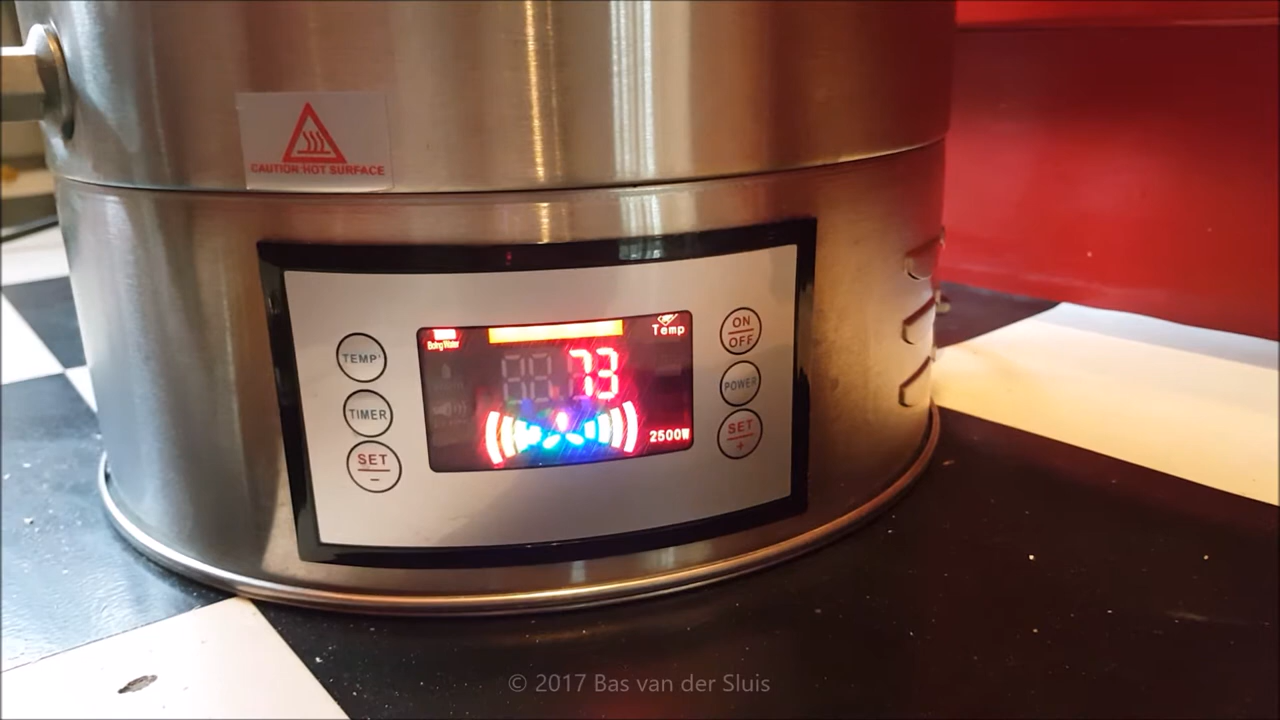 CAUTION HOT SURFACE
TEMP'
TIMER
SET
−
Boling Water
Temp
73
2500W
ON
OFF
POWER
SET
+
© 2017 Bas van der Sluis